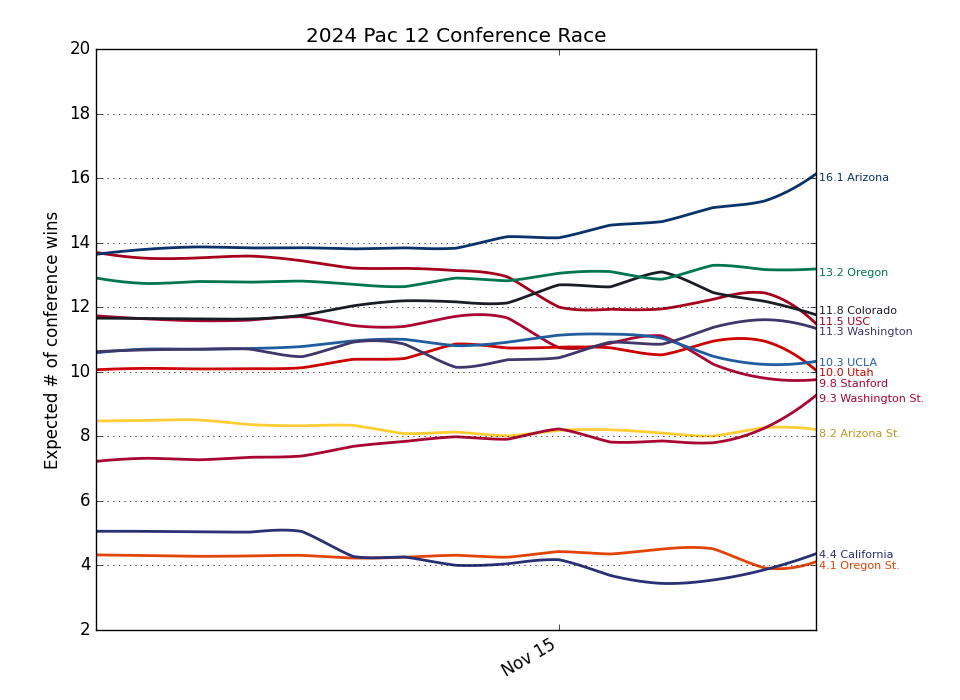 2024 Pac 12 Conference Race
Expected # of conference wins
20
18
16
14
12
10
8
6
4
2
Nov 15
16.1 Arizona
13.2 Oregon
11.8 Colorado
11.5 USC
11.3 Washington
10.3 UCLA
10.0 Utah
9.8 Stanford
9.3 Washington St.
8.2 Arizona St.
4.4 California
4.1 Oregon St.